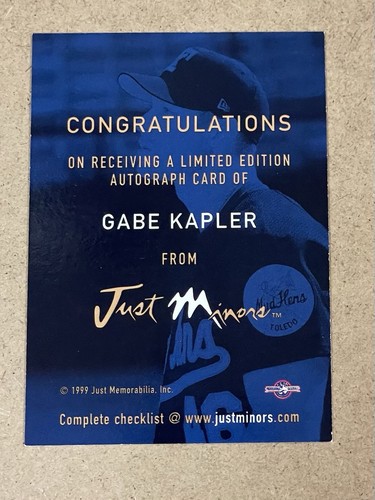 CONGRATULATIONS
ON RECEIVING A LIMITED EDITION
AUTOGRAPH CARD OF
GABE KAPLER
FROM
Just Minors™
Mud Hens
TOLEDO
© 1999 Just Memorabilia, Inc.
Complete checklist @ www.justminors.com